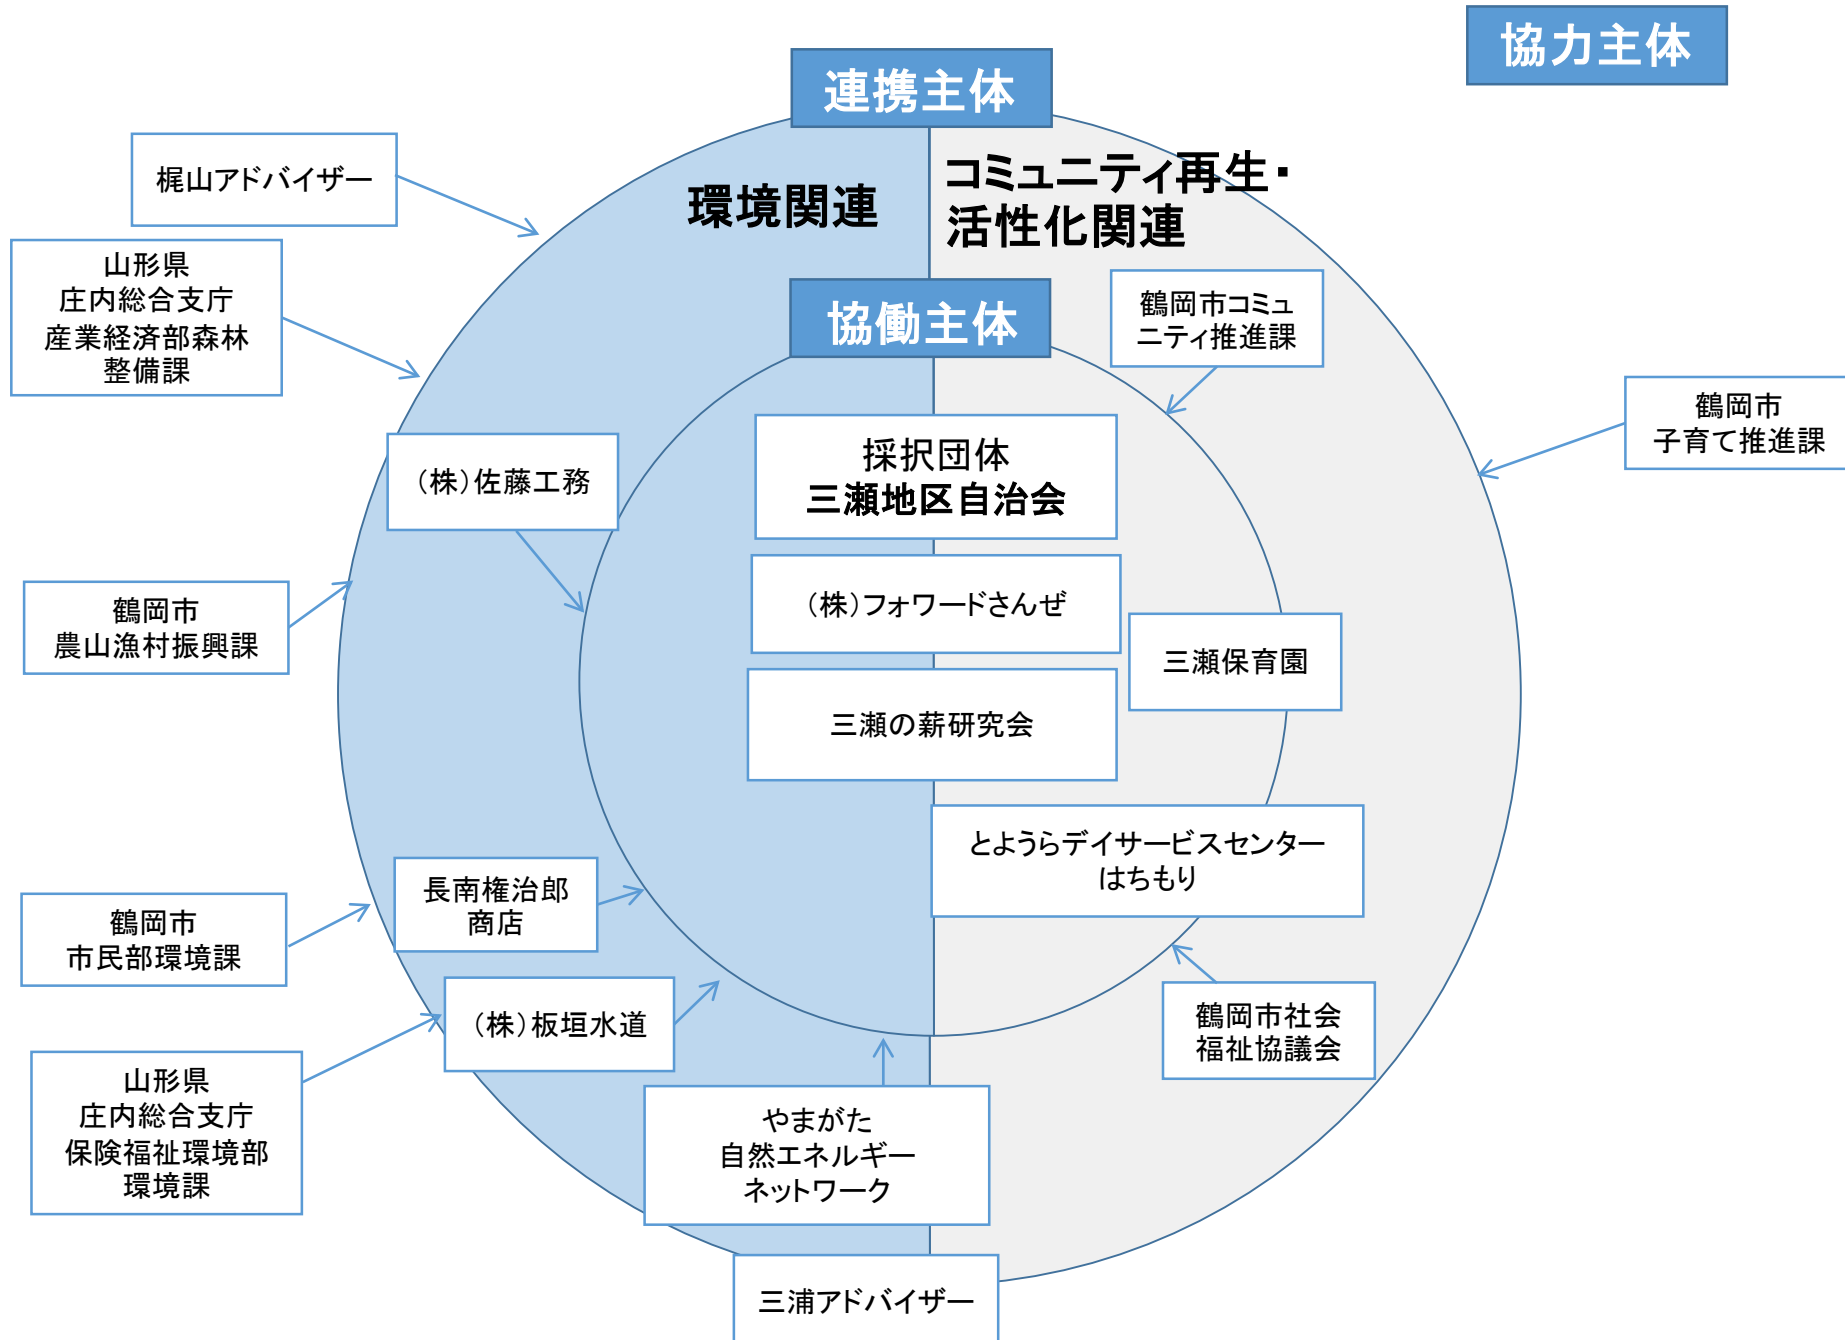 協力主体
連携主体
環境関連
コミュニティ再生・
活性化関連
梶山アドバイザー
山形県
庄内総合支庁
産業経済部森林
整備課
協働主体
鶴岡市コミュ
ニティ推進課
鶴岡市
子育て推進課
（株）佐藤工務
採択団体
三瀬地区自治会
（株）フォワードさんぜ
鶴岡市
農山漁村振興課
三瀬保育園
三瀬の薪研究会
とようらデイサービスセンター
はちもり
長南権治郎
商店
鶴岡市
市民部環境課
（株）板垣水道
鶴岡市社会
福祉協議会
山形県
庄内総合支庁
保険福祉環境部
環境課
やまがた
自然エネルギー
ネットワーク
三浦アドバイザー